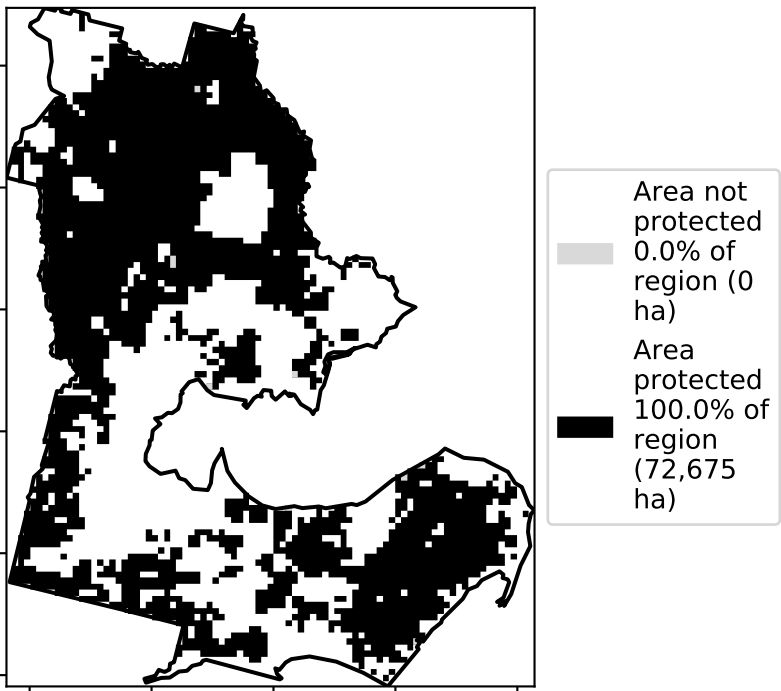 Area not
protected
0.0% of
region (0
ha)
Area
protected
100.0% of
region
(72,675
ha)